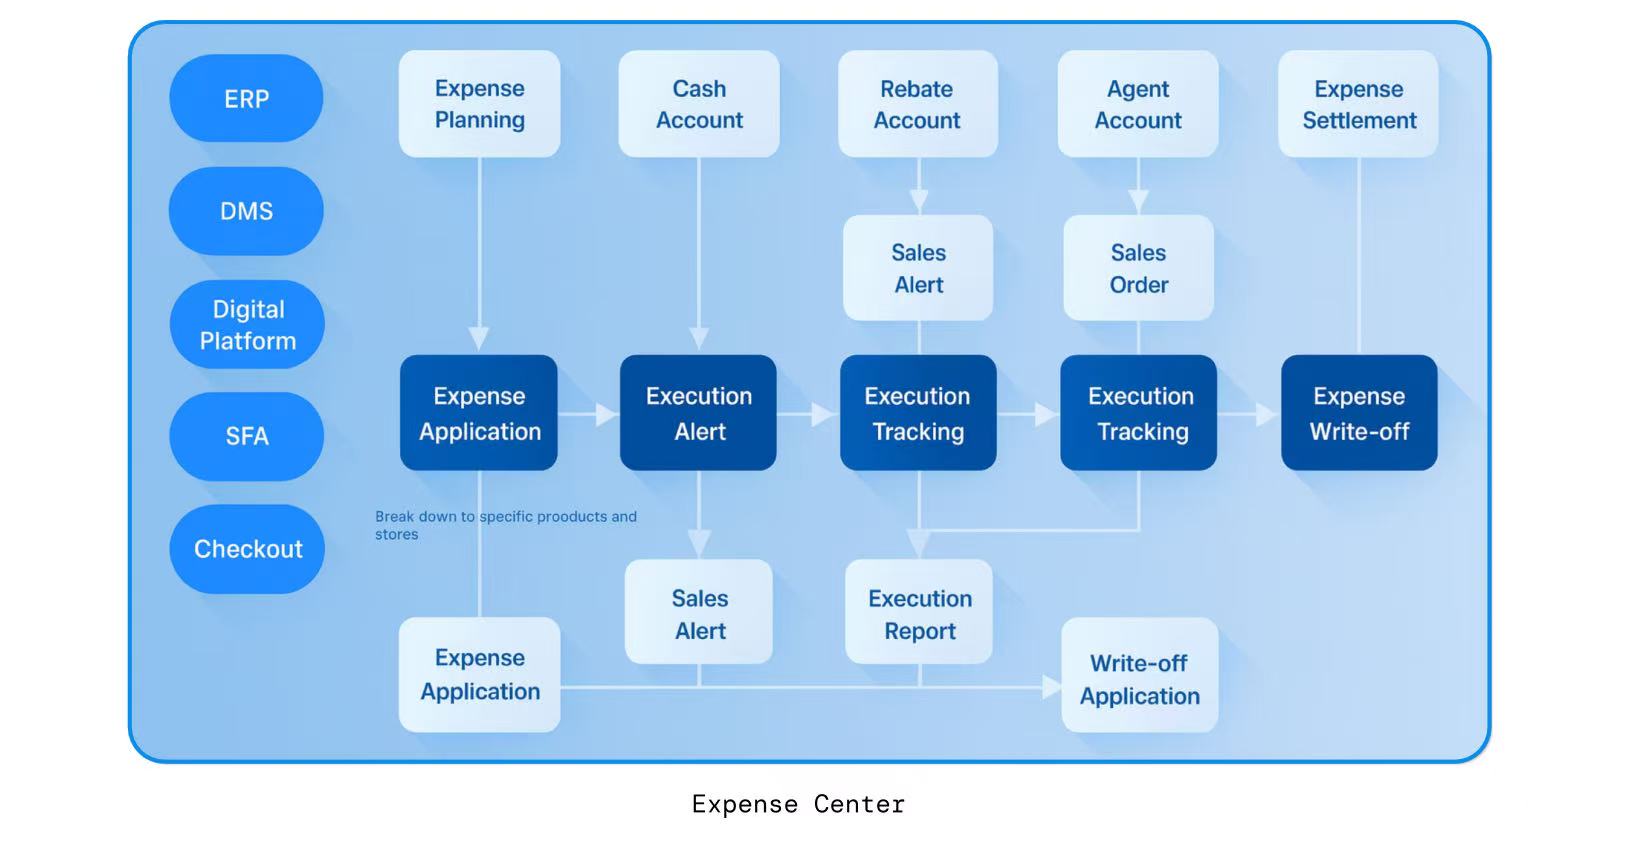 ERP
DMS
Digital
Platform
SFA
Checkout
Expense
Planning
Cash
Account
Rebate
Account
Agent
Account
Expense
Settlement
Sales
Alert
Sales
Order
Expense
Application
Execution
Alert
Execution
Tracking
Execution
Tracking
Expense
Write-off
Break down to specific prooducts and
stores
Sales
Alert
Execution
Report
Expense
Application
Write-off
Application
Expense Center